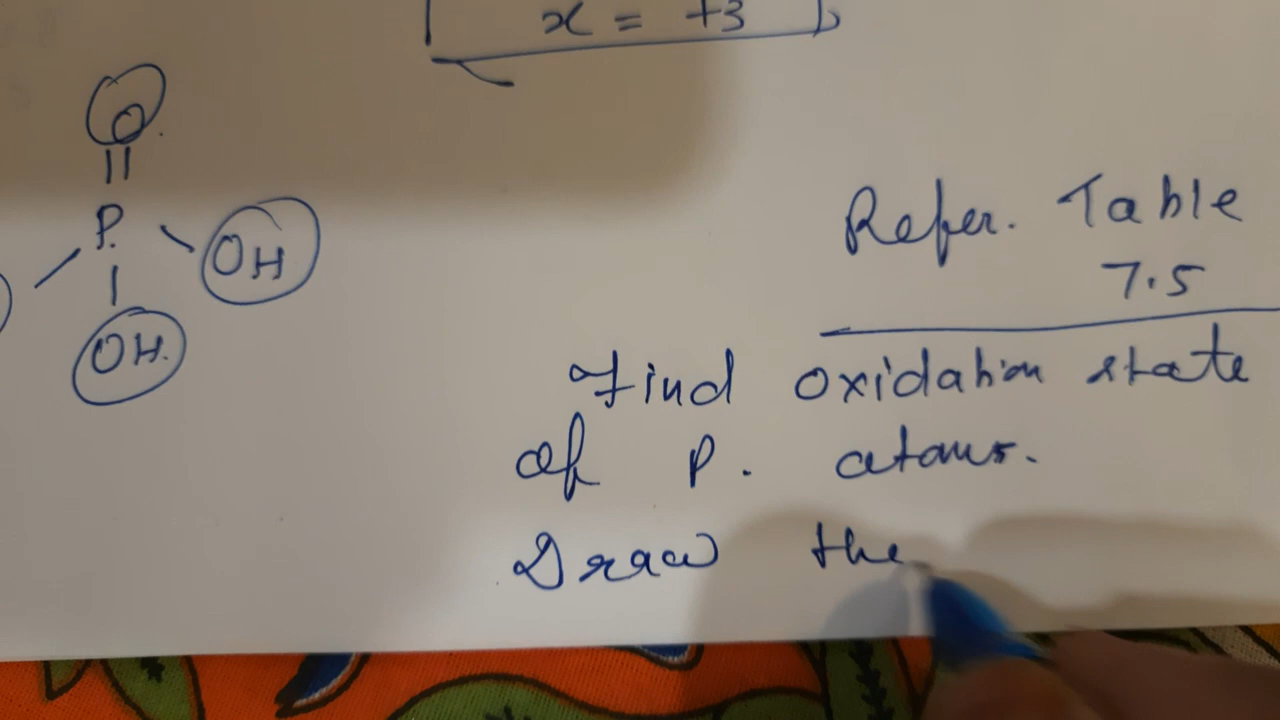 x = +3
O
||
P.
OH
OH.
Refer. Table
7.5
Find oxidation state
of P. atoms.
Draw the